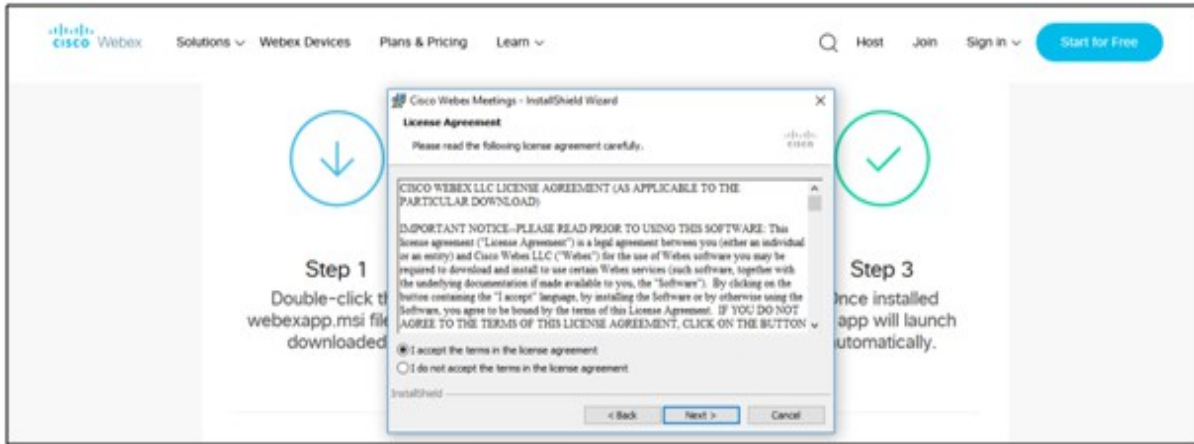 CISCO Webex Solutions Webex Devices Plans & Pricing Learn Host Join Sign in Start for Free
Cisco Webex Meetings - InstallShield Wizard
License Agreement
Please read the following license agreement carefully.
CISCO
CISCO WEBEX LLC LICENSE AGREEMENT (AS APPLICABLE TO THE
PARTICULAR DOWNLOAD)
IMPORTANT NOTICE--PLEASE READ PRIOR TO USING THIS SOFTWARE: This
license agreement ("License Agreement") is a legal agreement between you (either an individual
or an entity) and Cisco Webex LLC ("Webex") for the use of Webex software you may be
required to download and install to use certain Webex services (such software, together with
the underlying documentation if made available to you, the "Software"). By clicking on the
button containing the "I accept" language, by installing the Software or by otherwise using the
Software, you agree to be bound by the terms of this License Agreement. IF YOU DO NOT
AGREE TO THE TERMS OF THIS LICENSE AGREEMENT, CLICK ON THE BUTTON
I accept the terms in the license agreement
I do not accept the terms in the license agreement
InstallShield
< Back Next > Cancel
Step 1
Double-click th
webexapp.msi file
downloaded
Step 3
Once installed
app will launch
automatically.